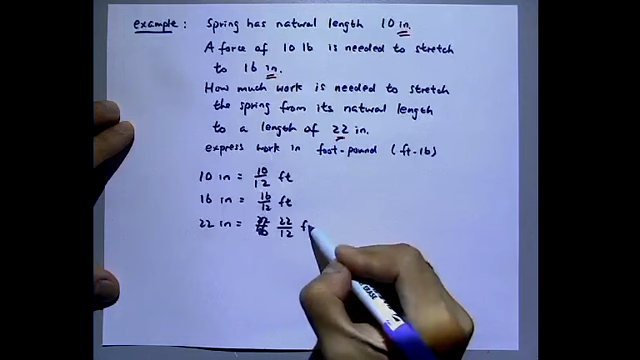 example : Spring has natural length 10 in.
A force of 10 lb is needed to stretch
to 16 in.
How much work is needed to stretch
the spring from its natural length
to a length of 22 in.
express work in foot-pound (ft-lb)
10 in = 10/12 ft
16 in = 16/12 ft
22 in = 22/12 f